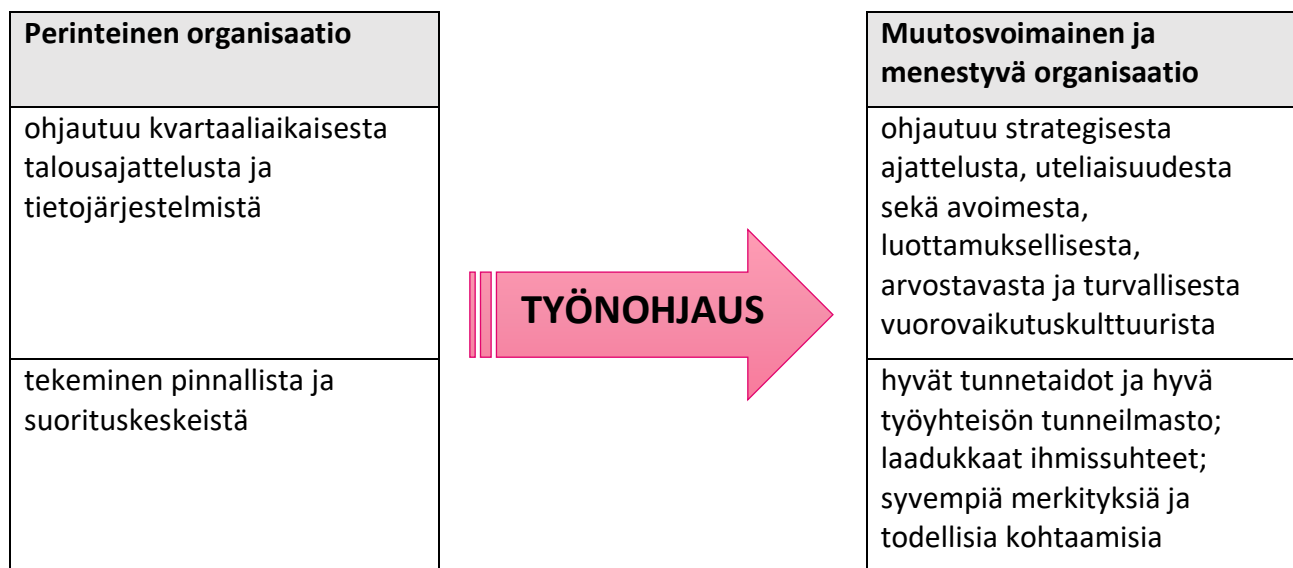 Perinteinen organisaatio
ohjautuu kvartaaliaikaisesta
talousajattelusta ja
tietojärjestelmistä
tekeminen pinnallista ja
suorituskeskeistä
TYÖNOHJAUS
Muutosvoimainen ja
menestyvä organisaatio
ohjautuu strategisesta
ajattelusta, uteliaisuudesta
sekä avoimesta,
luottamuksellisesta,
arvostavasta ja turvallisesta
vuorovaikutuskulttuurista
hyvät tunnetaidot ja hyvä
työyhteisön tunneilmasto;
laadukkaat ihmissuhteet;
syvempiä merkityksiä ja
todellisia kohtaamisia